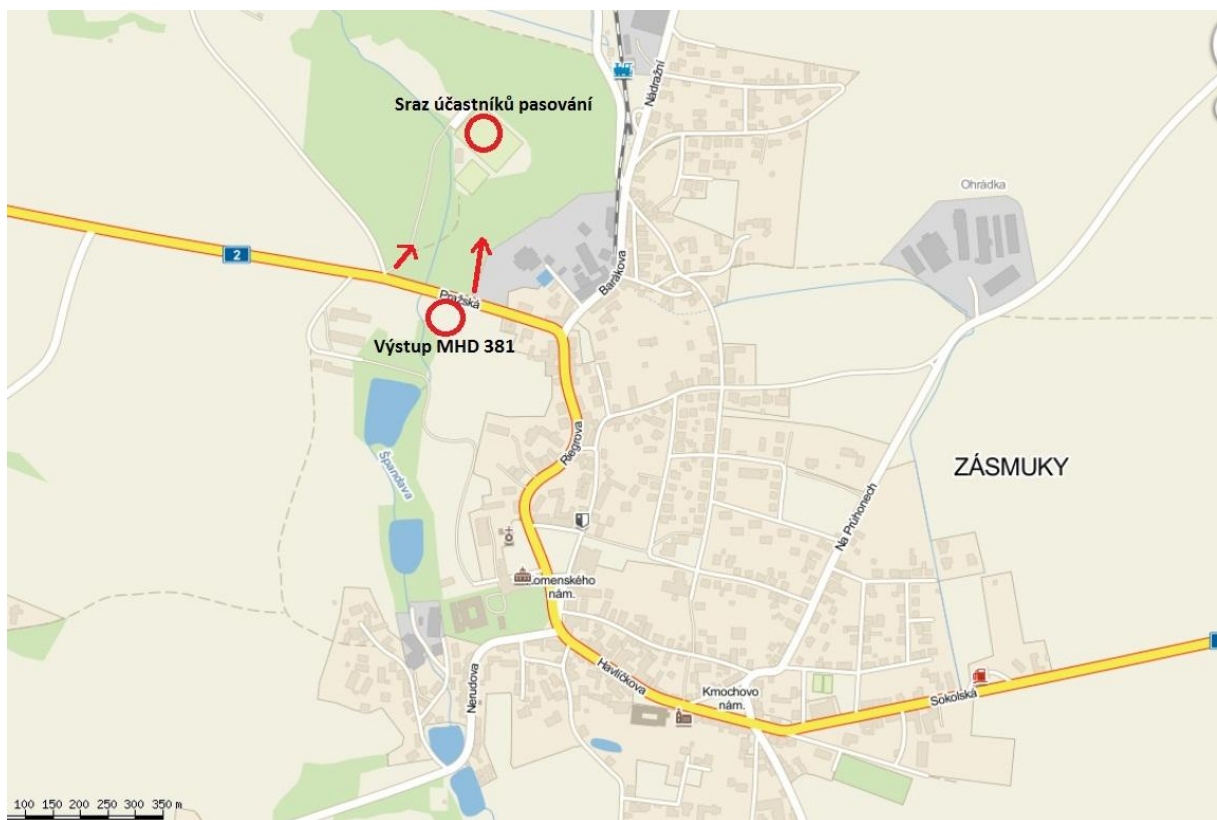 Sraz účastníků pasování
Nádražní
Ohrádka
2
Barákova
Pražská
Výstup MHD 381
Riegrova
Špandava
ZÁSMUKY
Na Průhonech
Komenského
nám.
Nerudova
Havlíčkova
Kmochovo
nám.
Sokolská
100 150 200 250 300 350 m